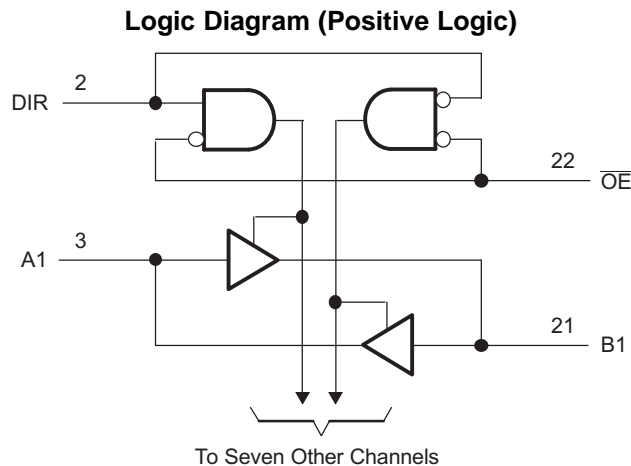 Logic Diagram (Positive Logic)
2
DIR
22
OE
3
A1
21
B1
To Seven Other Channels